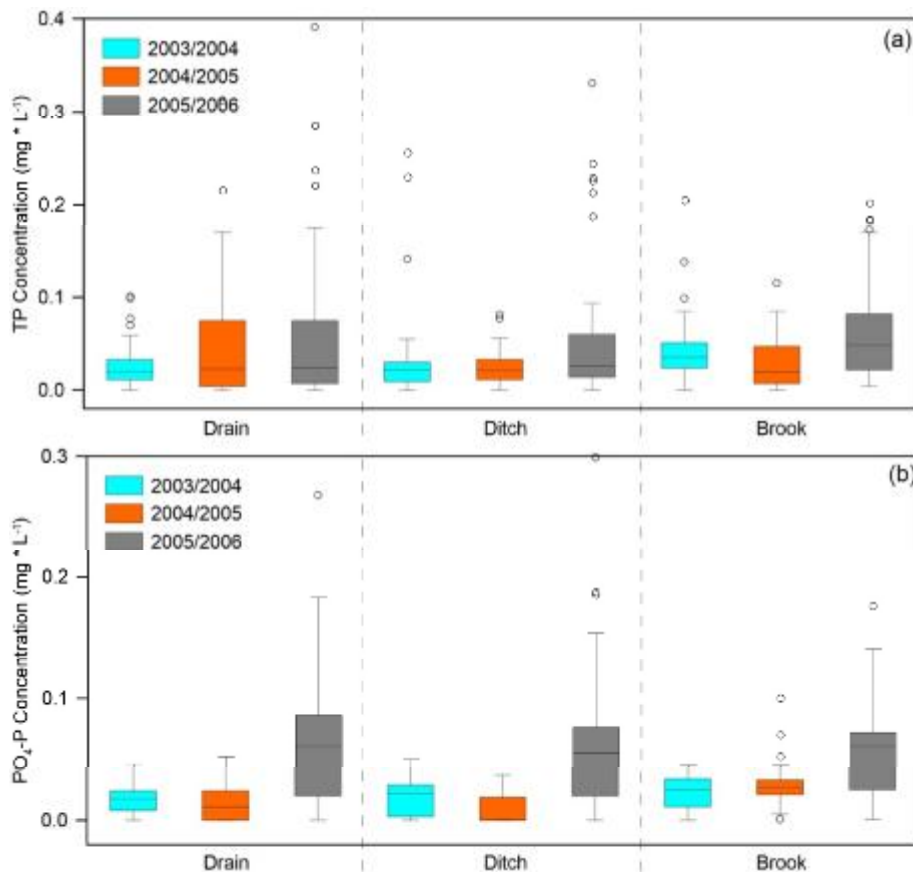 0.4
(a)
2003/2004
2004/2005
2005/2006
0.3
0.2
0.1
0.0
TP Concentration (mg * L⁻¹)
Drain Ditch Brook
0.3
(b)
2003/2004
2004/2005
2005/2006
0.2
0.1
0.0
PO₄-P Concentration (mg * L⁻¹)
Drain Ditch Brook